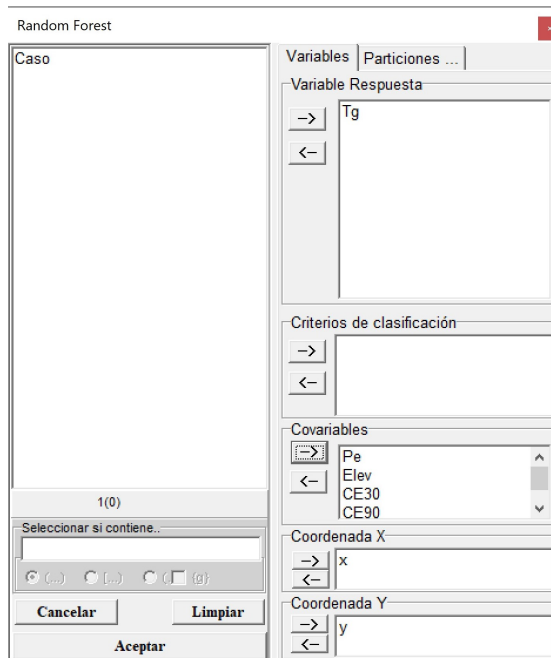 Random Forest
Caso
1(0)
Seleccionar si contiene..
(...) [...) (. {g}
Cancelar Limpiar
Aceptar
Variables Particiones ...
Variable Respuesta
-->
Tg
<--
Criterios de clasificación
-->
<--
Covariables
-->
<--
Pe
Elev
CE30
CE90
Coordenada X
-->
<--
x
Coordenada Y
-->
<--
y